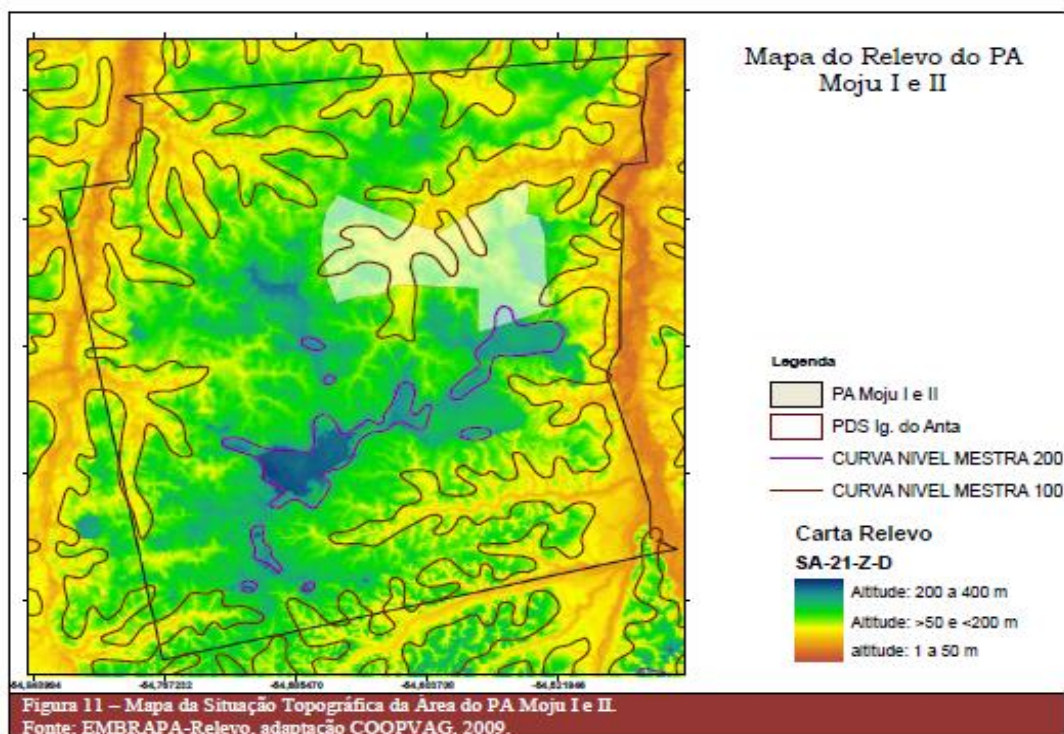 Mapa do Relevo do PA
Moju I e II
Legenda
PA Moju I e II
PDS Ig. do Anta
CURVA NIVEL MESTRA 200
CURVA NIVEL MESTRA 100
Carta Relevo
SA-21-Z-D
Altitude: 200 a 400 m
Altitude: >50 e <200 m
altitude: 1 a 50 m
Figura 11 – Mapa da Situação Topográfica da Área do PA Moju I e II.
Fonte: EMBRAPA-Relevo, adaptação COOPVAG, 2009.